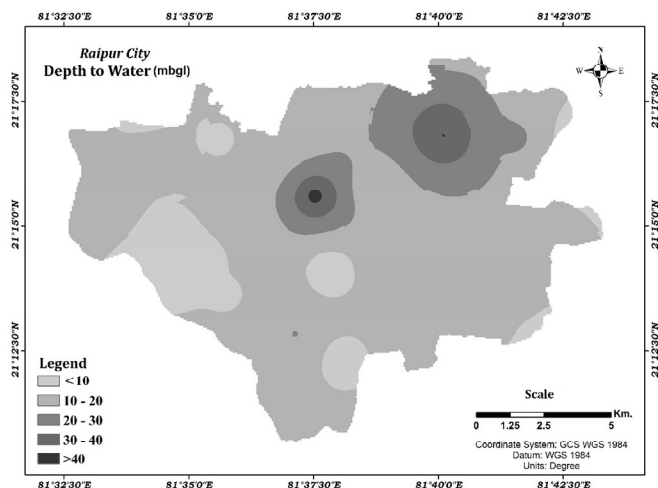 81°32'30"E 81°35'0"E 81°37'30"E 81°40'0"E 81°42'30"E
Raipur City
Depth to Water (mbgl)
N
W E
S
21°17'30"N 21°17'30"N
21°15'0"N 21°15'0"N
21°12'30"N 21°12'30"N
Legend
<10
10 - 20
20 - 30
30 - 40
>40
Scale
0 1.25 2.5 5 Km.
Coordinate System: GCS WGS 1984
Datum: WGS 1984
Units: Degree
81°32'30"E 81°35'0"E 81°37'30"E 81°40'0"E 81°42'30"E